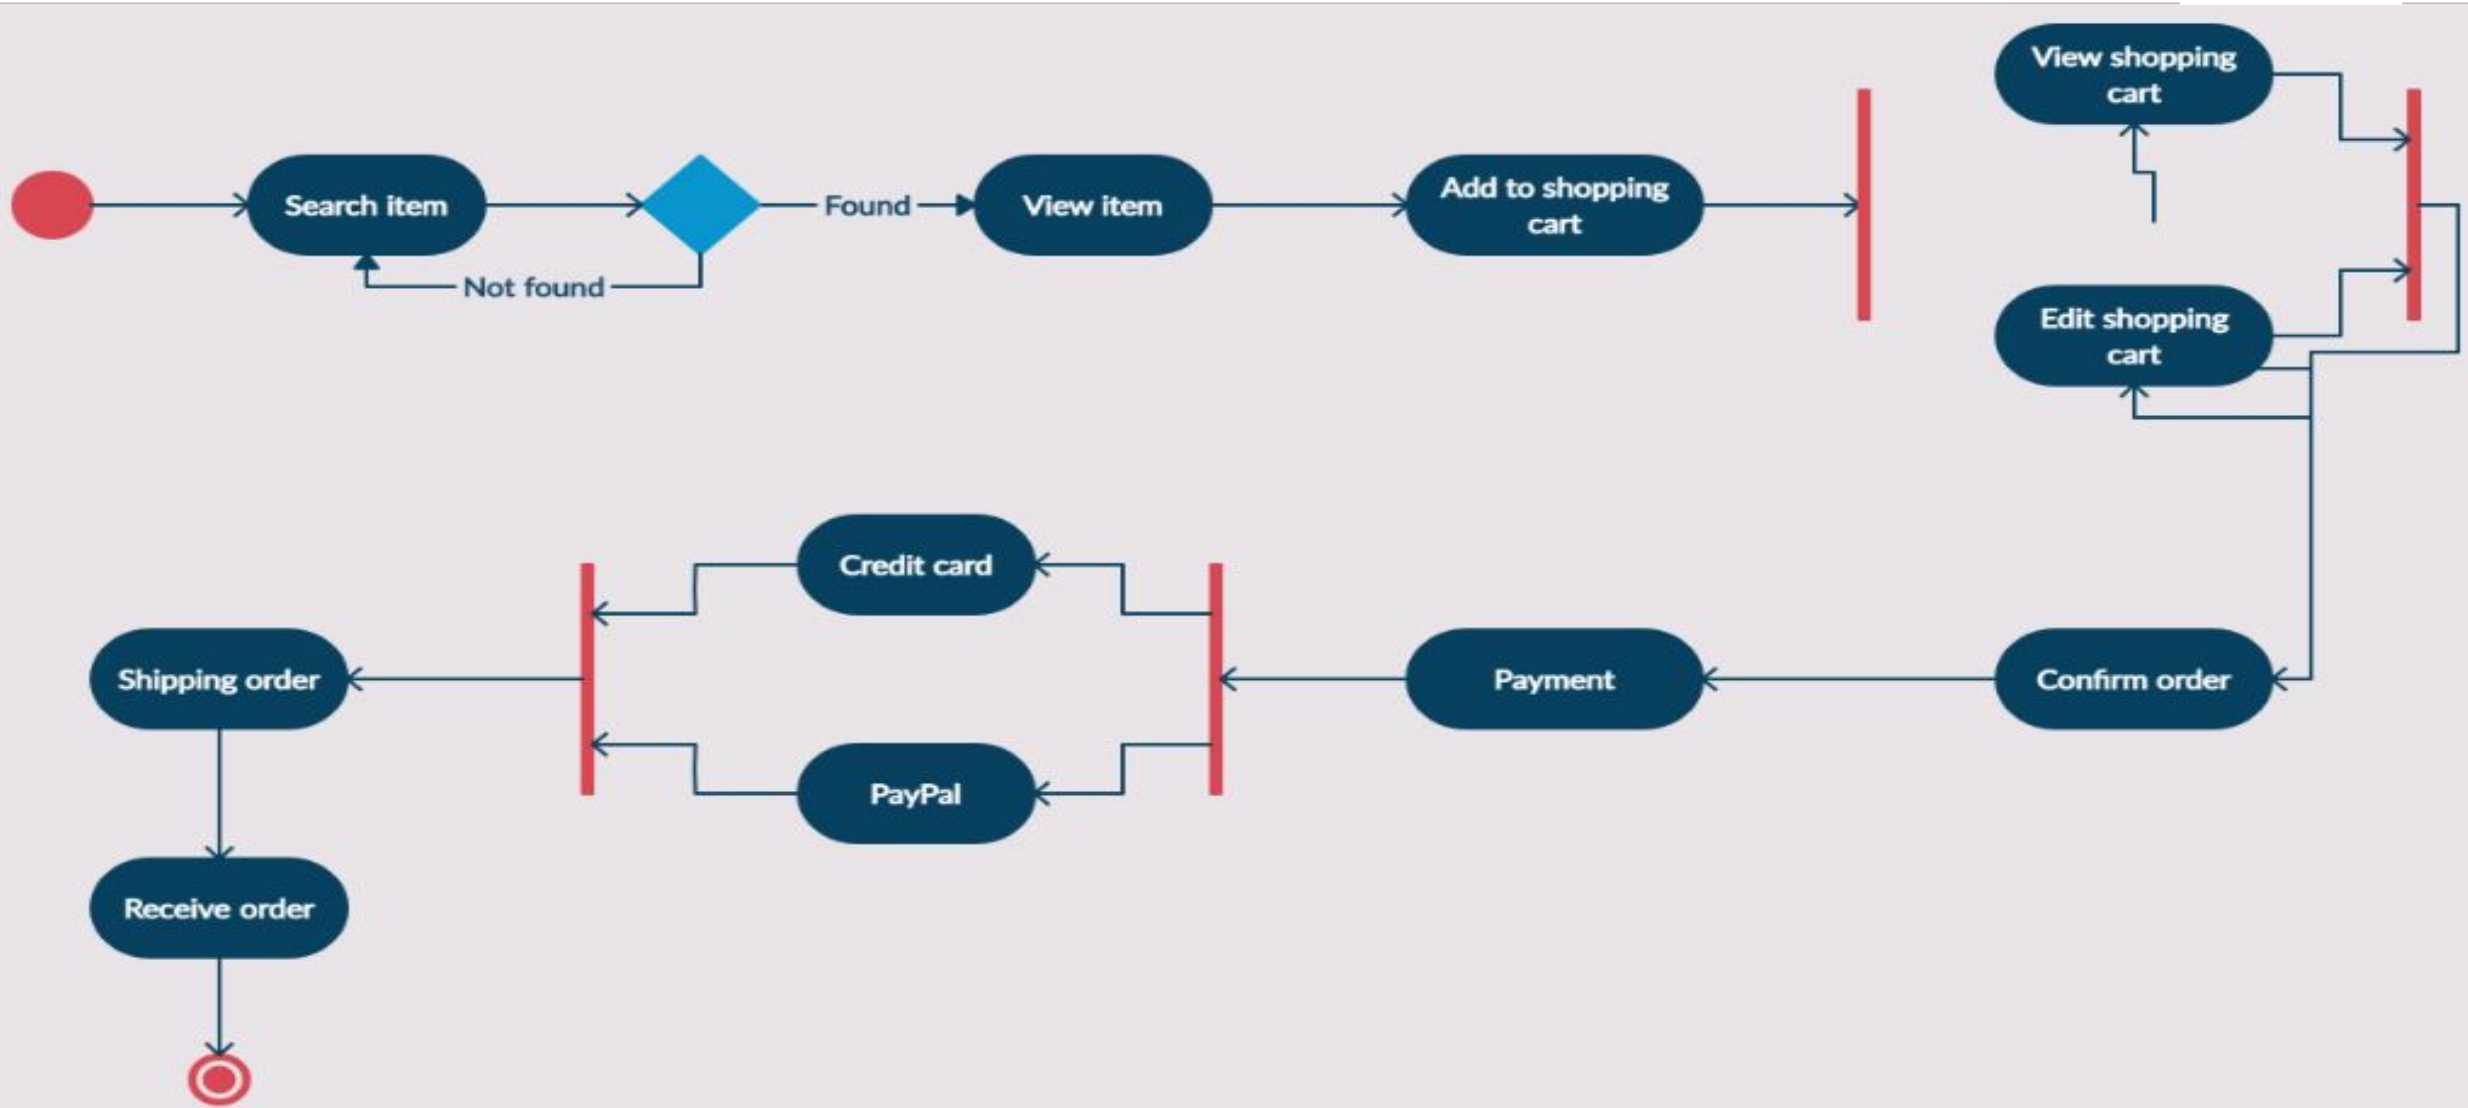 View shopping
cart
Search item
Found
View item
Add to shopping
cart
Not found
Edit shopping
cart
Credit card
Shipping order
Payment
Confirm order
PayPal
Receive order